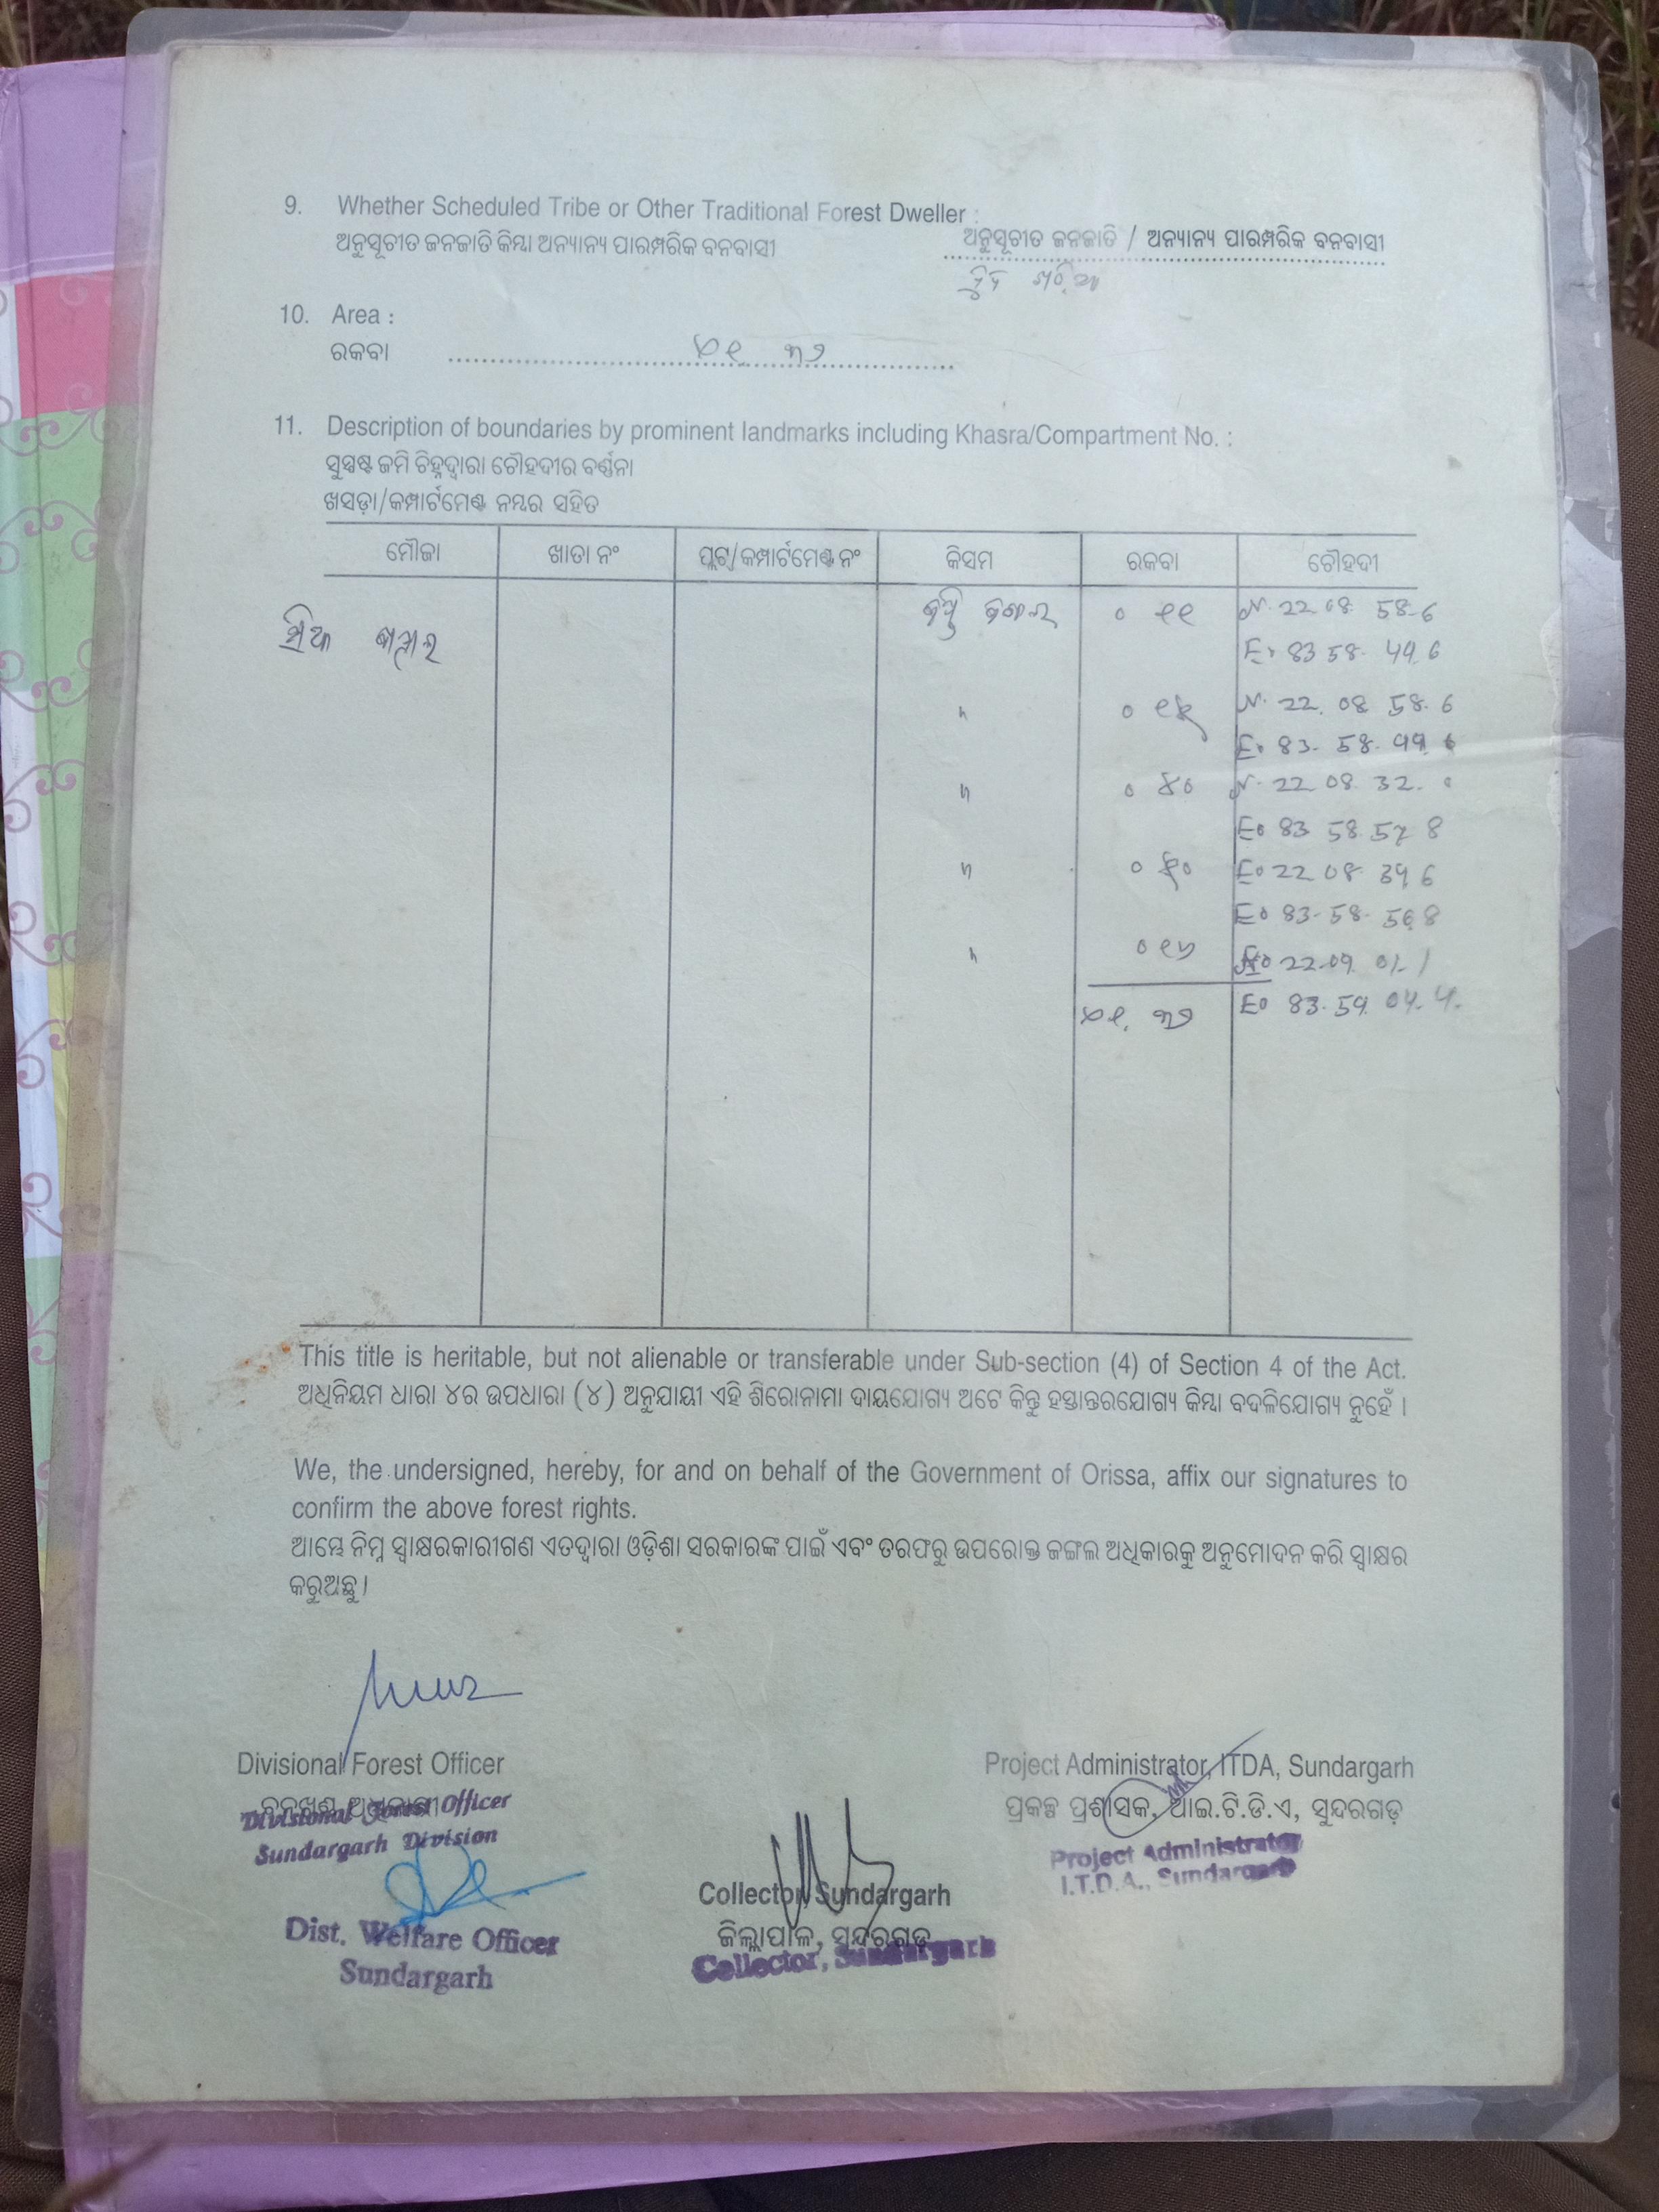 9. Whether Scheduled Tribe or Other Traditional Forest Dweller :
ଅନୁସୂଚୀତ ଜନଜାତି କିମ୍ବା ଅନ୍ୟାନ୍ୟ ପାରମ୍ପରିକ ବନବାସୀ
ଅନୁସୂଚୀତ ଜନଜାତି / ଅନ୍ୟାନ୍ୟ ପାରମ୍ପରିକ ବନବାସୀ
10. Area :
ରକବା
11. Description of boundaries by prominent landmarks including Khasra/Compartment No. :
ସୁସ୍ପଷ୍ଟ ଜମି ଚିହ୍ନଦ୍ୱାରା ଚୌହଦୀର ବର୍ଣ୍ଣନା
ଖସଡ଼ା/କମ୍ପାର୍ଟମେଣ୍ଟ ନମ୍ବର ସହିତ
ମୌଜା ଖାତା ନଂ ପ୍ଲଟ୍/କମ୍ପାର୍ଟମେଣ୍ଟ ନଂ କିସମ ରକବା ଚୌହଦୀ
୦ ୧୧ N. 22 08 58.6
E. 83 58. 49.6
" N. 22. 08 58. 6
E. 83. 58.
" ୦ ୪୦ N. 22 08 32.
E. 83 58 57 8
" E. 22 08 39 6
E. 83-58- 56.8
" 22-09 01.1
E. 83.59. 04.4.
This title is heritable, but not alienable or transferable under Sub-section (4) of Section 4 of the Act.
ଅଧିନିୟମ ଧାରା ୪ର ଉପଧାରା (୪) ଅନୁଯାୟୀ ଏହି ଶିରୋନାମା ଦାୟଯୋଗ୍ୟ ଅଟେ କିନ୍ତୁ ହସ୍ତାନ୍ତରଯୋଗ୍ୟ କିମ୍ବା ବଦଳିଯୋଗ୍ୟ ନୁହେଁ ।
We, the undersigned, hereby, for and on behalf of the Government of Orissa, affix our signatures to
confirm the above forest rights.
ଆମ୍ଭେ ନିମ୍ନ ସ୍ୱାକ୍ଷରକାରୀଗଣ ଏତଦ୍ୱାରା ଓଡ଼ିଶା ସରକାରଙ୍କ ପାଇଁ ଏବଂ ତରଫରୁ ଉପରୋକ୍ତ ଜଙ୍ଗଲ ଅଧିକାରକୁ ଅନୁମୋଦନ କରି ସ୍ୱାକ୍ଷର
କରୁଅଛୁ ।
Divisional Forest Officer
Divisional Forest Officer
Sundargarh Division
Dist. Welfare Officer
Sundargarh
Collector, Sundargarh
ଜିଲ୍ଲାପାଳ, ସୁନ୍ଦରଗଡ଼
Collector, Sundargarh
Project Administrator, ITDA, Sundargarh
ପ୍ରକଳ୍ପ ପ୍ରଶାସକ, ଆଇ.ଟି.ଡି.ଏ, ସୁନ୍ଦରଗଡ଼
Project Administrator
I.T.D.A., Sundargarh